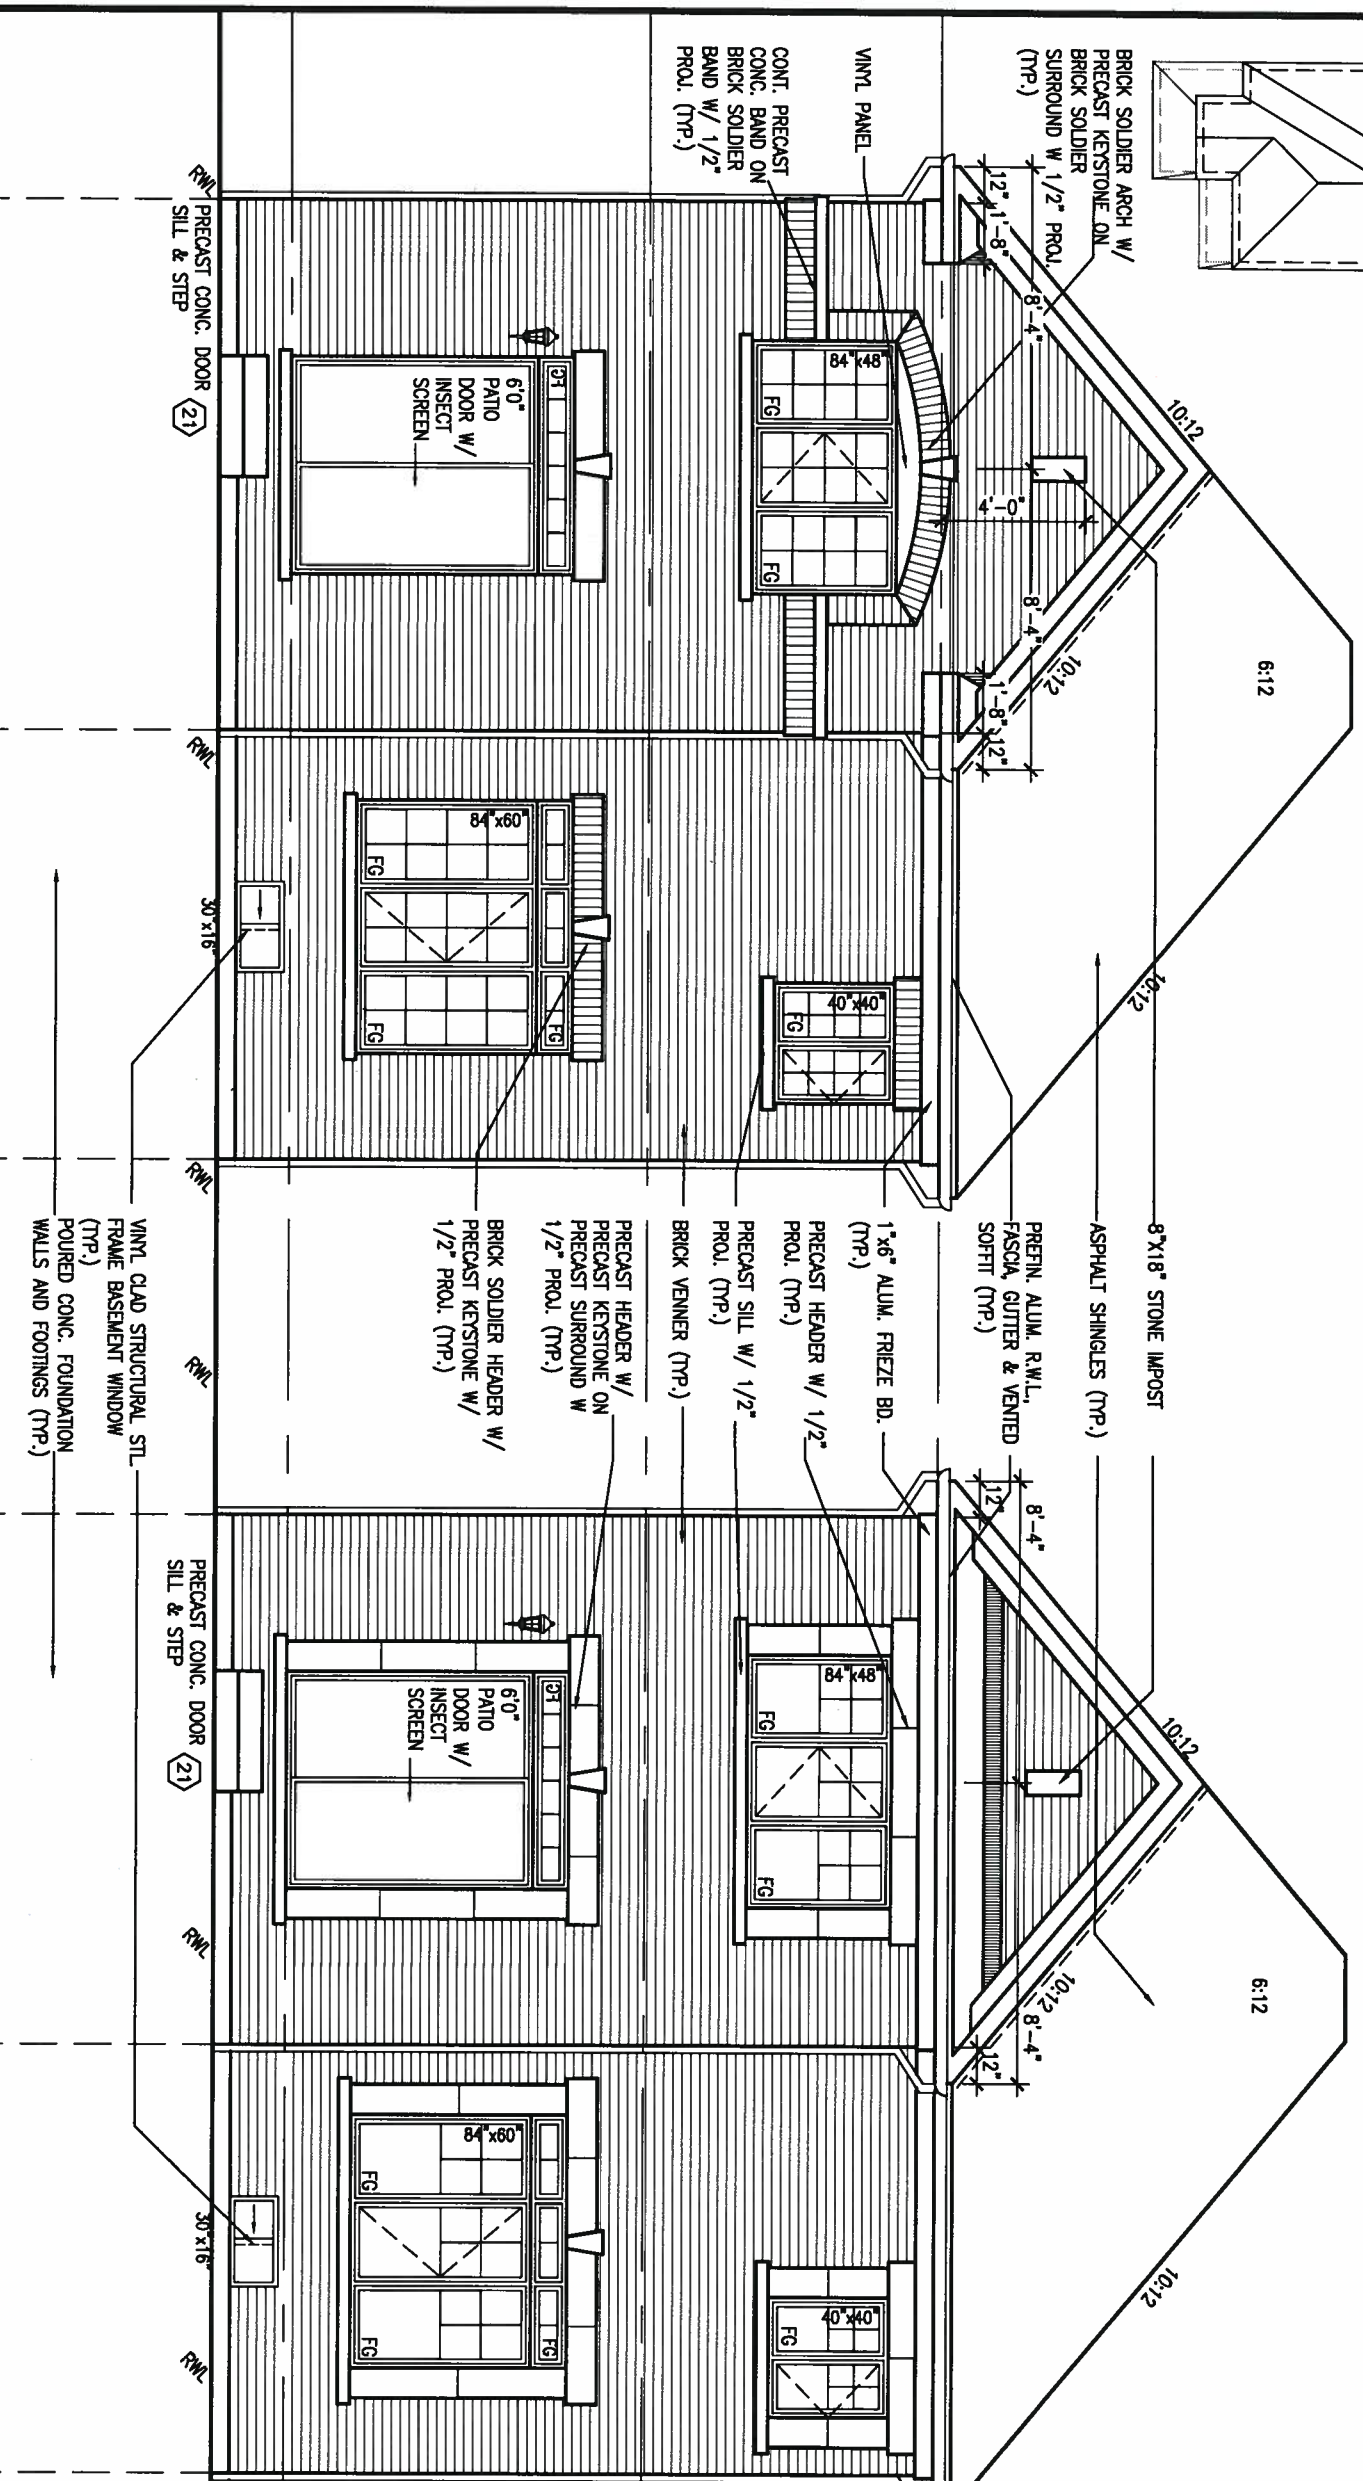 BRICK SOLDIER ARCH W/
PRECAST KEYSTONE ON
BRICK SOLDIER
SURROUND W 1/2" PROJ.
(TYP.)
VINYL PANEL
CONT. PRECAST
CONC. BAND ON
BRICK SOLDIER
BAND W/ 1/2"
PROJ. (TYP.)
6:12
10:12
10:12
10:12
12"
1'-8"
8'-4"
4'-0"
8'-4"
1'-8"
12"
84"x48"
FG
FG
40"x40"
FG
FG
6'0"
PATIO
DOOR W/
INSECT
SCREEN
84"x60"
FG
FG
FG
30"x16"
RWL
PRECAST CONC. DOOR
SILL & STEP
21
RWL
RWL
8"X18" STONE IMPOST
ASPHALT SHINGLES (TYP.)
PREFIN. ALUM. R.W.L.,
FASCIA, GUTTER & VENTED
SOFFIT (TYP.)
1"x6" ALUM. FRIEZE BD.
(TYP.)
PRECAST HEADER W/ 1/2"
PROJ. (TYP.)
PRECAST SILL W/ 1/2"
PROJ. (TYP.)
BRICK VENNER (TYP.)
PRECAST HEADER W/
PRECAST KEYSTONE ON
PRECAST SURROUND W
1/2" PROJ. (TYP.)
BRICK SOLDIER HEADER W/
PRECAST KEYSTONE W/
1/2" PROJ. (TYP.)
VINYL CLAD STRUCTURAL STL
FRAME BASEMENT WINDOW
(TYP.)
POURED CONC. FOUNDATION
WALLS AND FOOTINGS (TYP.)
RWL
6:12
10:12
10:12
10:12
8'-4"
12"
8'-4"
12"
84"x48"
FG
FG
40"x40"
FG
FG
6'0"
PATIO
DOOR W/
INSECT
SCREEN
84"x60"
FG
FG
FG
30"x16"
PRECAST CONC. DOOR
SILL & STEP
21
RWL
RWL